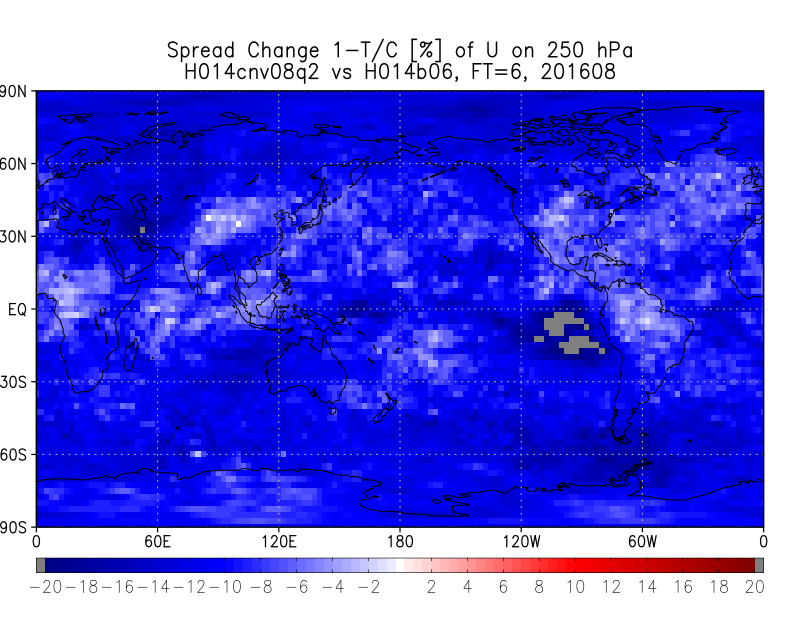 Spread Change 1-T/C [%] of U on 250 hPa
H014cnv08q2 vs H014b06, FT=6, 201608
90N
60N
30N
EQ
30S
60S
90S
0 60E 120E 180 120W 60W 0
-20 -18 -16 -14 -12 -10 -8 -6 -4 -2 2 4 6 8 10 12 14 16 18 20